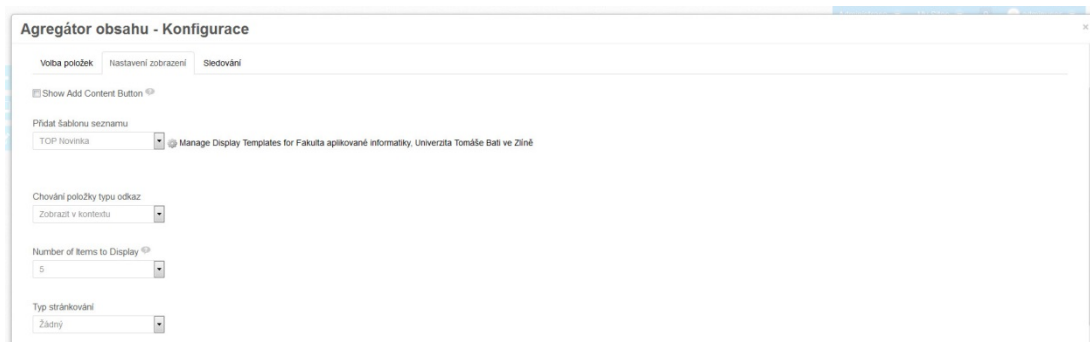 Agregátor obsahu - Konfigurace
×
Volba položek Nastavení zobrazení Sledování
Show Add Content Button
Přidat šablonu seznamu
TOP Novinka Manage Display Templates for Fakulta aplikované informatiky, Univerzita Tomáše Bati ve Zlíně
Chování položky typu odkaz
Zobrazit v kontextu
Number of Items to Display
5
Typ stránkování
Žádný